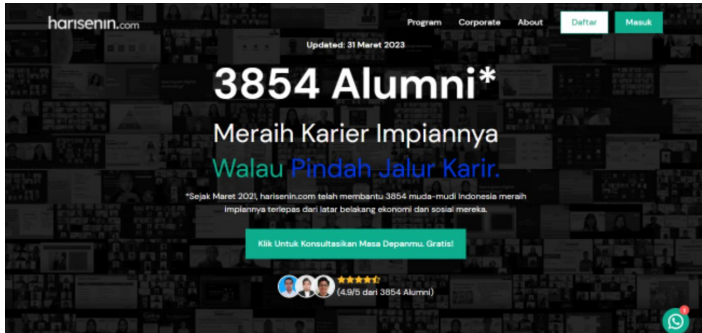 harisenin.com
Program Corporate About Daftar Masuk
Updated: 31 Maret 2023
3854 Alumni*
Meraih Karier Impiannya
Walau Pindah Jalur Karir.
*Sejak Maret 2021, harisenin.com telah membantu 3854 muda-mudi Indonesia meraih
impiannya terlepas dari latar belakang ekonomi dan sosial mereka.
Klik Untuk Konsultasikan Masa Depanmu. Gratis!
(4.9/5 dari 3854 Alumni)
1